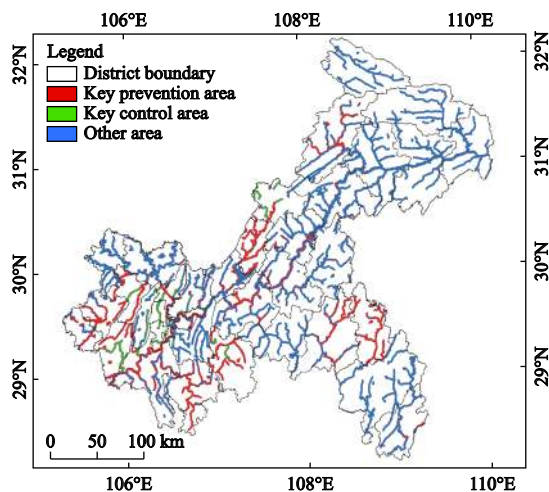 106°E 108°E 110°E
Legend
District boundary
Key prevention area
Key control area
Other area
32°N 32°N
31°N 31°N
30°N 30°N
29°N 29°N
0 50 100 km
106°E 108°E 110°E